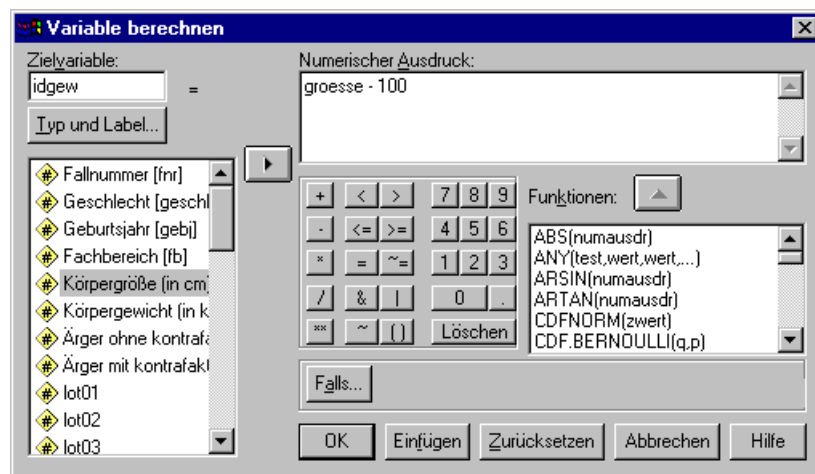 Variable berechnen
Zielvariable:
idgew
=
Typ und Label...
Numerischer Ausdruck:
groesse - 100
Fallnummer [fnr]
Geschlecht [geschl
Geburtsjahr [gebj]
Fachbereich [fb]
Körpergröße (in cm)
Körpergewicht (in k
Ärger ohne kontrafa
Ärger mit kontrafakt
lot01
lot02
lot03
+ < > 7 8 9
- <= >= 4 5 6
* = ~= 1 2 3
/ & | 0 .
** ~ () Löschen
Funktionen:
ABS(numausdr)
ANY(test,wert,wert,...)
ARSIN(numausdr)
ARTAN(numausdr)
CDFNORM(zwert)
CDF.BERNOULLI(q,p)
Falls...
OK Einfügen Zurücksetzen Abbrechen Hilfe